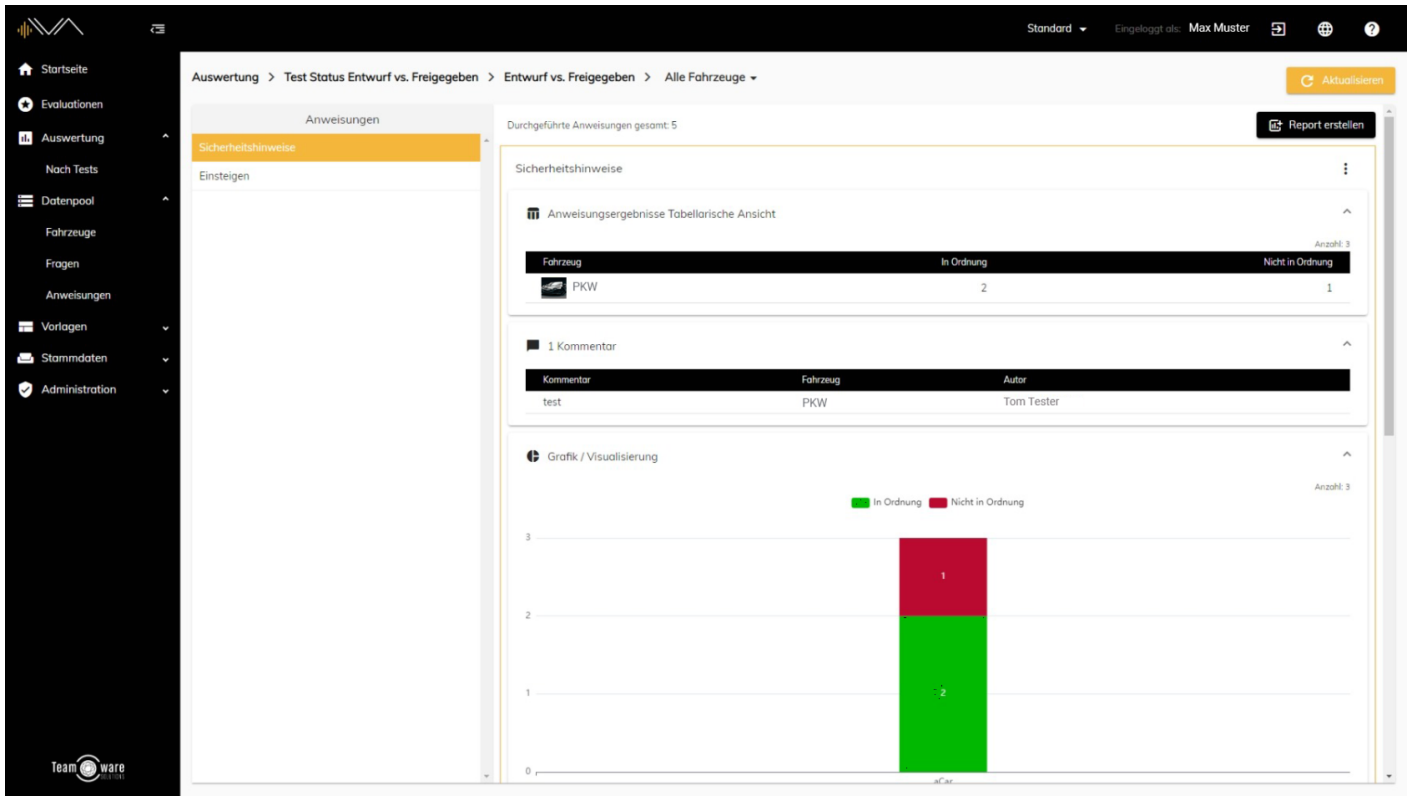 Standard
Eingeloggt als: Max Muster
Startseite
Evaluationen
Auswertung
Nach Tests
Datenpool
Fahrzeuge
Fragen
Anweisungen
Vorlagen
Stammdaten
Administration
Team ware
SOLUTIONS
Auswertung > Test Status Entwurf vs. Freigegeben > Entwurf vs. Freigegeben > Alle Fahrzeuge
Aktualisieren
Anweisungen
Sicherheitshinweise
Einsteigen
Durchgeführte Anweisungen gesamt: 5
Report erstellen
Sicherheitshinweise
Anweisungsergebnisse Tabellarische Ansicht
Anzahl: 3
Fahrzeug In Ordnung Nicht in Ordnung
PKW 2 1
1 Kommentar
Kommentar Fahrzeug Autor
test PKW Tom Tester
Grafik / Visualisierung
Anzahl: 3
In Ordnung Nicht in Ordnung
3
1
2
1
2
0
aCar